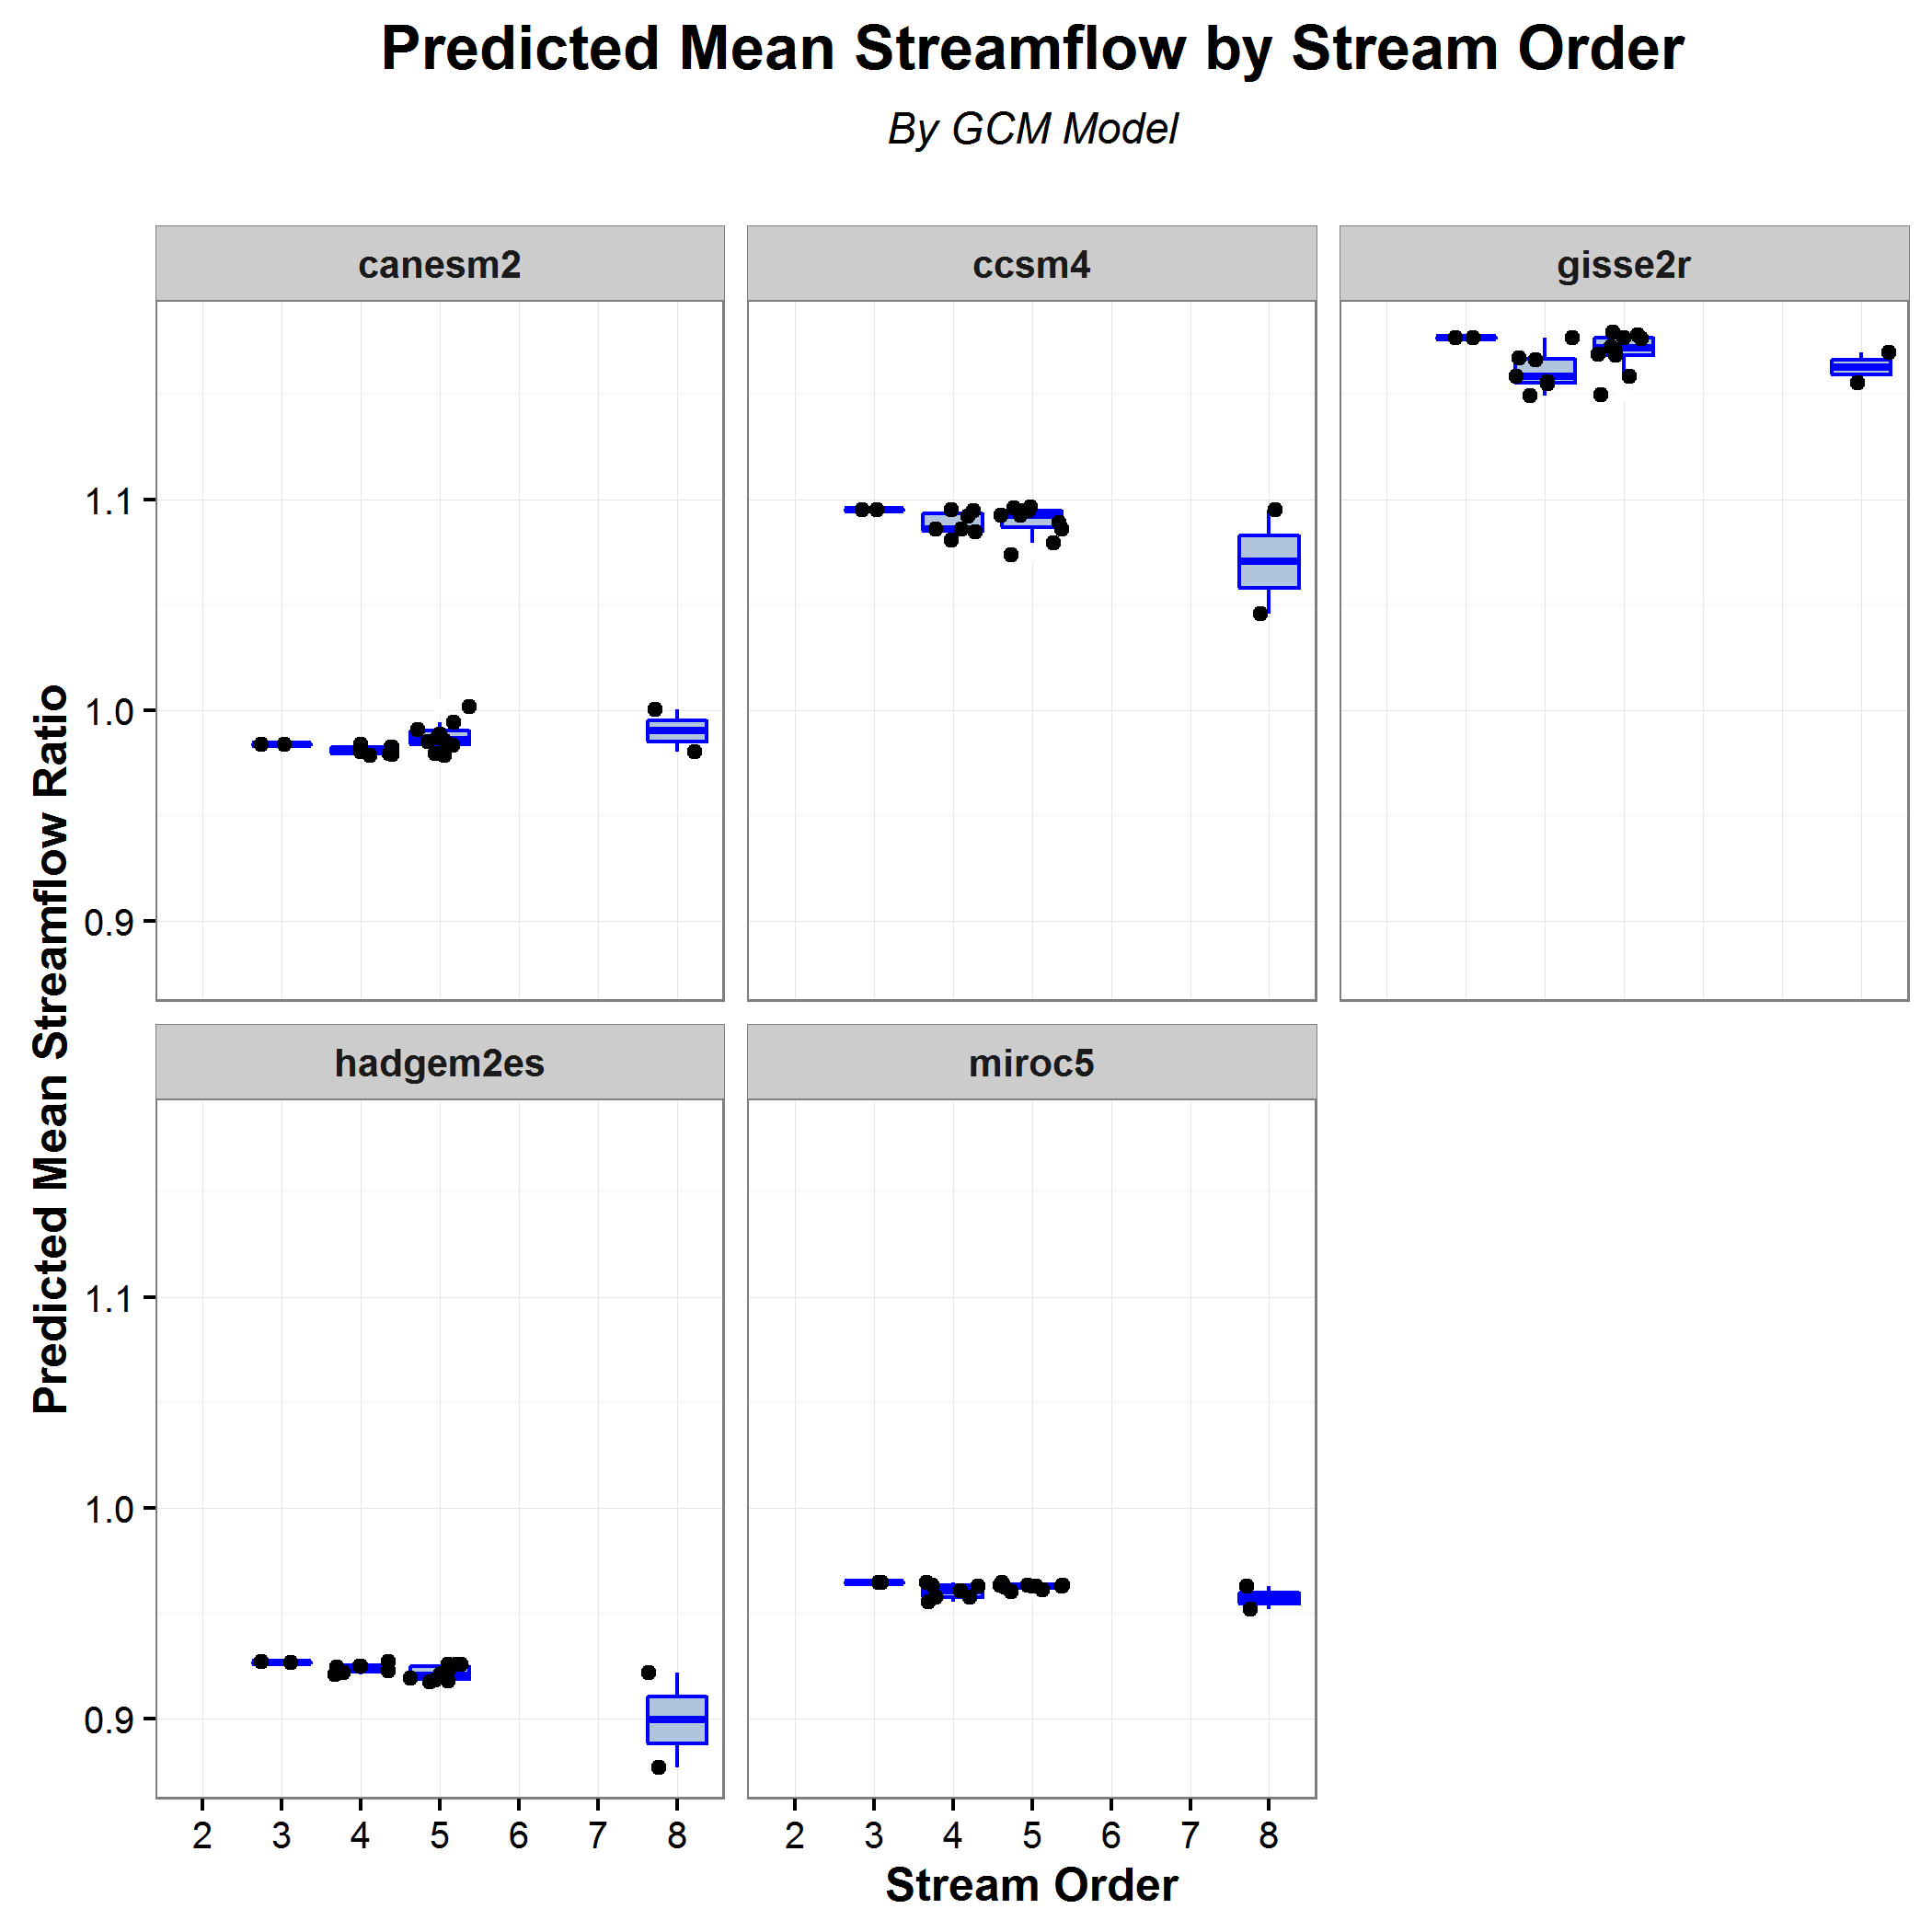 Predicted Mean Streamflow by Stream Order
By GCM Model
canesm2
ccsm4
gisse2r
1.1
1.0
0.9
hadgem2es
miroc5
1.1
1.0
0.9
2 3 4 5 6 7 8
2 3 4 5 6 7 8
Stream Order
Predicted Mean Streamflow Ratio